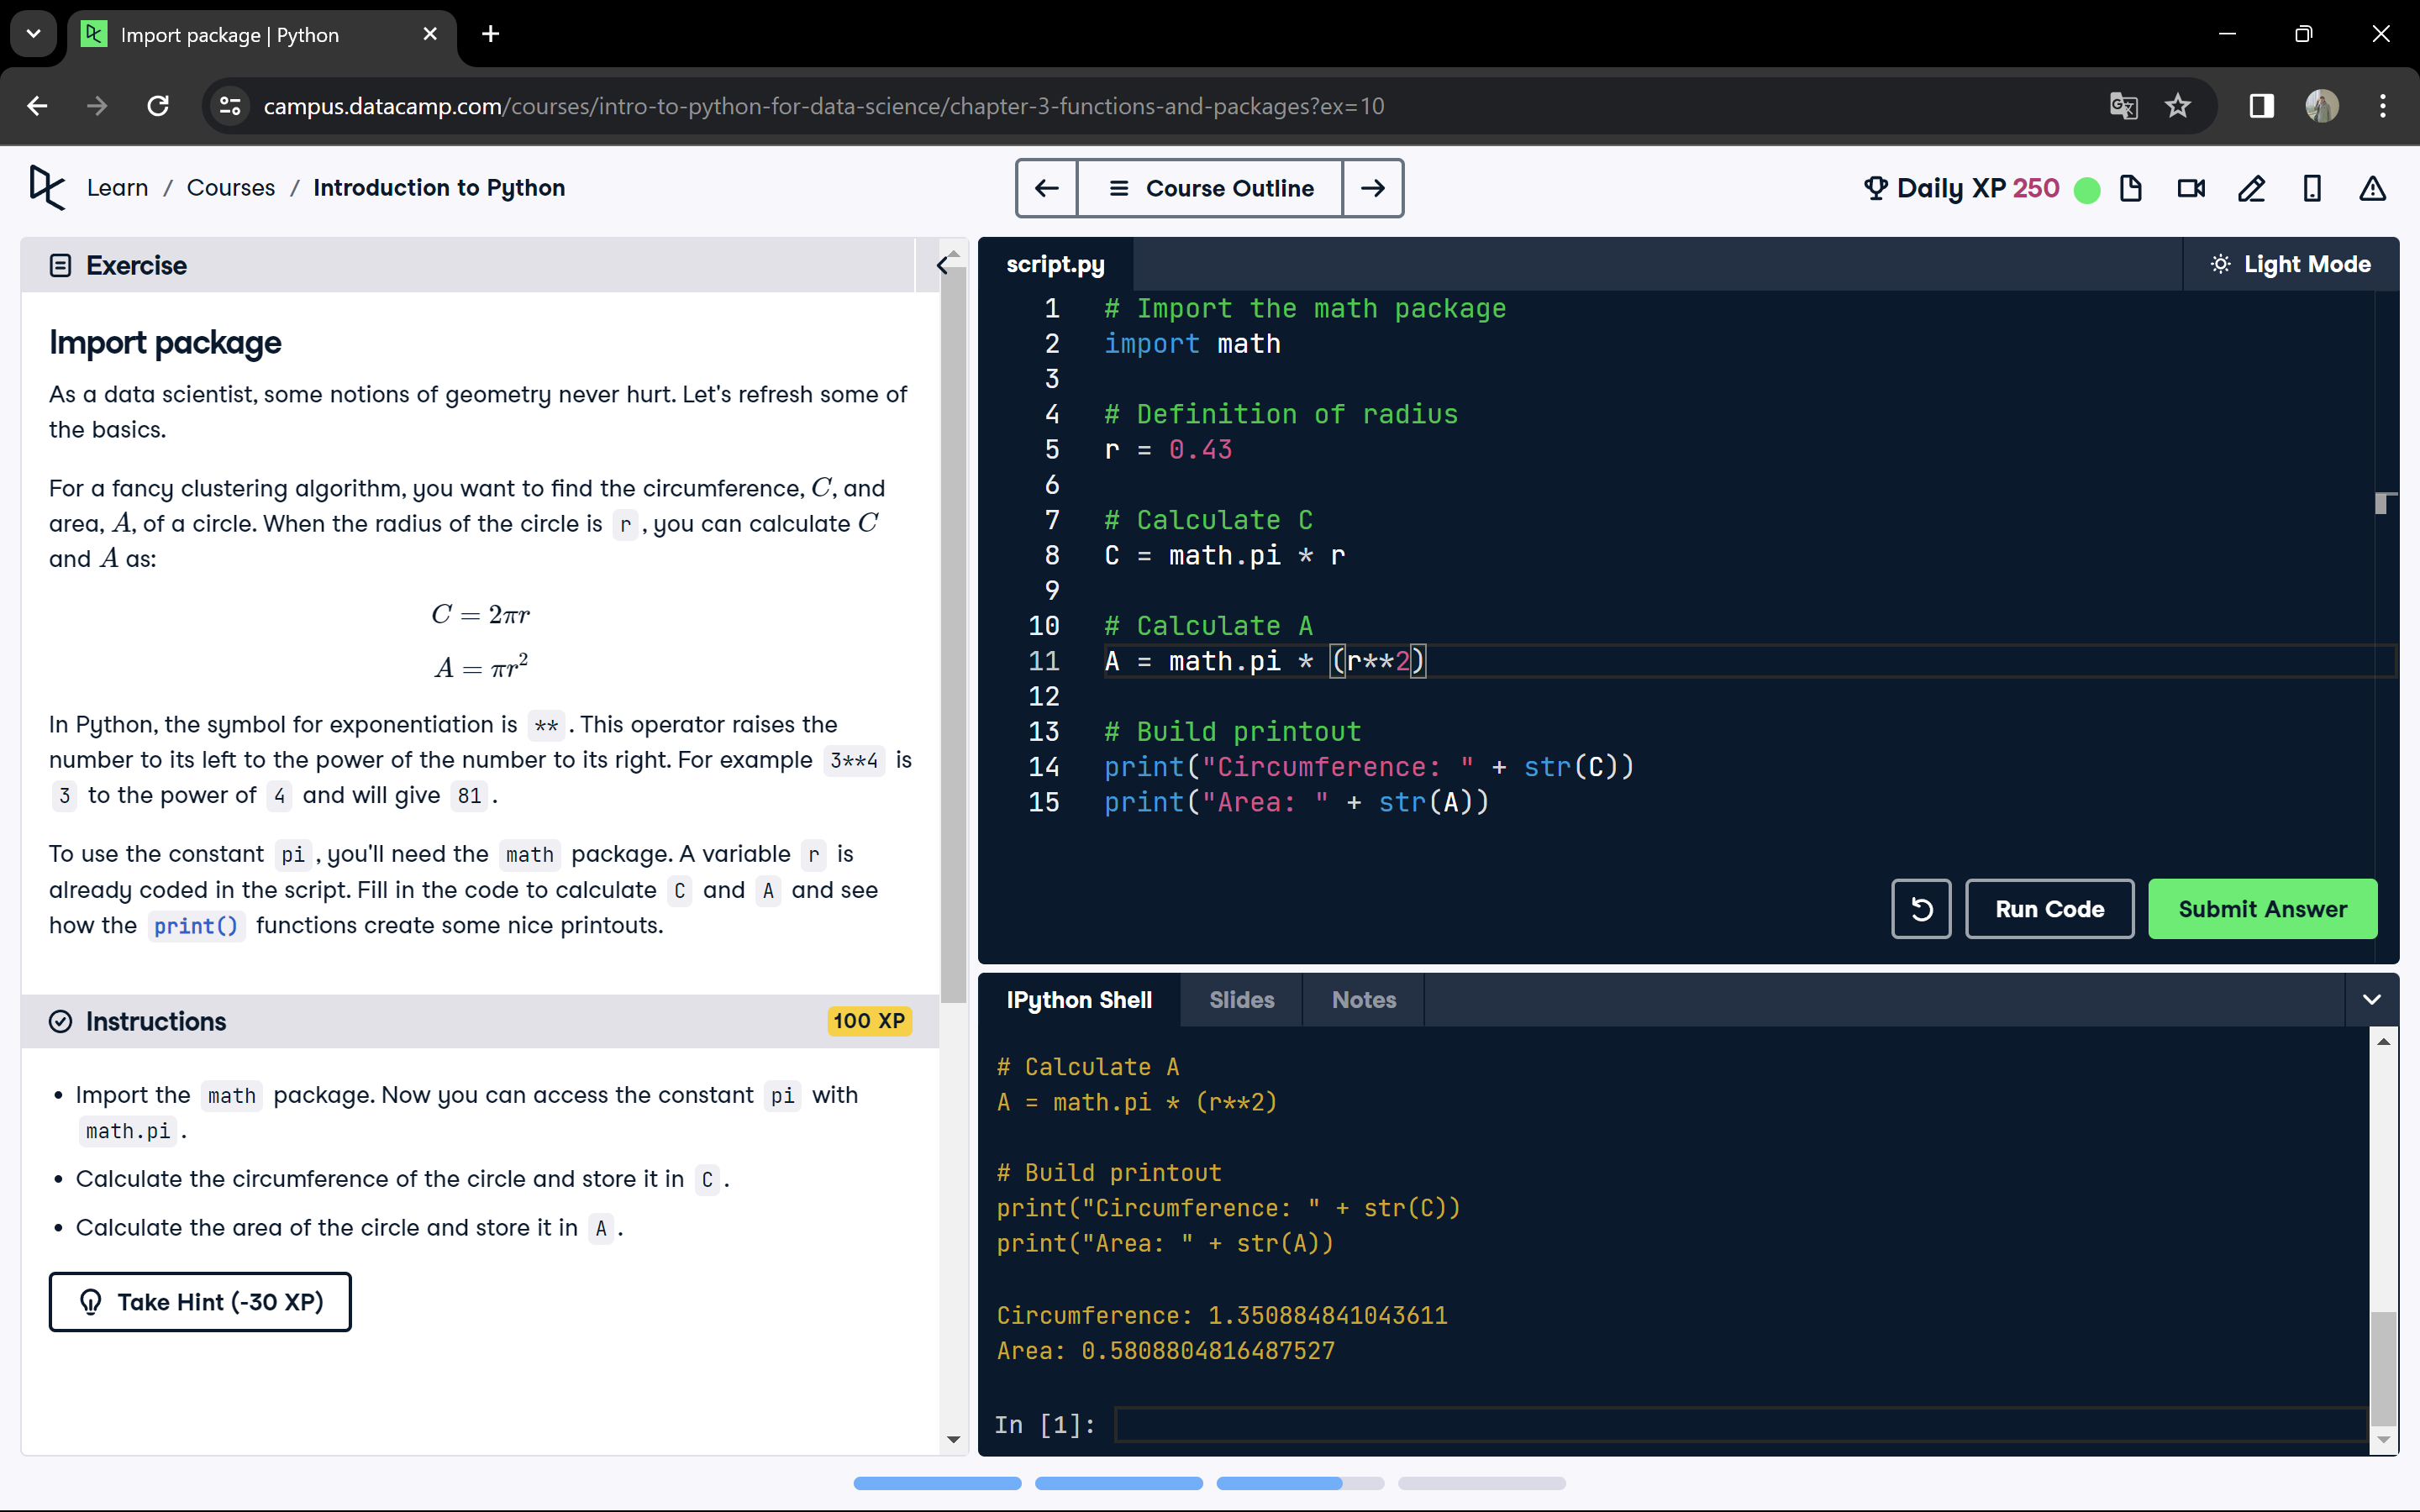 Import package | Python
campus.datacamp.com/courses/intro-to-python-for-data-science/chapter-3-functions-and-packages?ex=10
Learn / Courses / Introduction to Python
Course Outline
Daily XP 250
Exercise
Import package
As a data scientist, some notions of geometry never hurt. Let's refresh some of
the basics.
For a fancy clustering algorithm, you want to find the circumference, C, and
area, A, of a circle. When the radius of the circle is r , you can calculate C
and A as:
C = 2πr
A = πr²
In Python, the symbol for exponentiation is ** . This operator raises the
number to its left to the power of the number to its right. For example 3**4 is
3 to the power of 4 and will give 81 .
To use the constant pi , you'll need the math package. A variable r is
already coded in the script. Fill in the code to calculate C and A and see
how the print() functions create some nice printouts.
Instructions
100 XP
• Import the math package. Now you can access the constant pi with
math.pi .
• Calculate the circumference of the circle and store it in C .
• Calculate the area of the circle and store it in A .
Take Hint (-30 XP)
script.py
Light Mode
1 # Import the math package
2 import math
3
4 # Definition of radius
5 r = 0.43
6
7 # Calculate C
8 C = math.pi * r
9
10 # Calculate A
11 A = math.pi * (r**2)
12
13 # Build printout
14 print("Circumference: " + str(C))
15 print("Area: " + str(A))
Run Code
Submit Answer
IPython Shell
Slides
Notes
# Calculate A
A = math.pi * (r**2)
# Build printout
print("Circumference: " + str(C))
print("Area: " + str(A))
Circumference: 1.350884841043611
Area: 0.5808804816487527
In [1]: